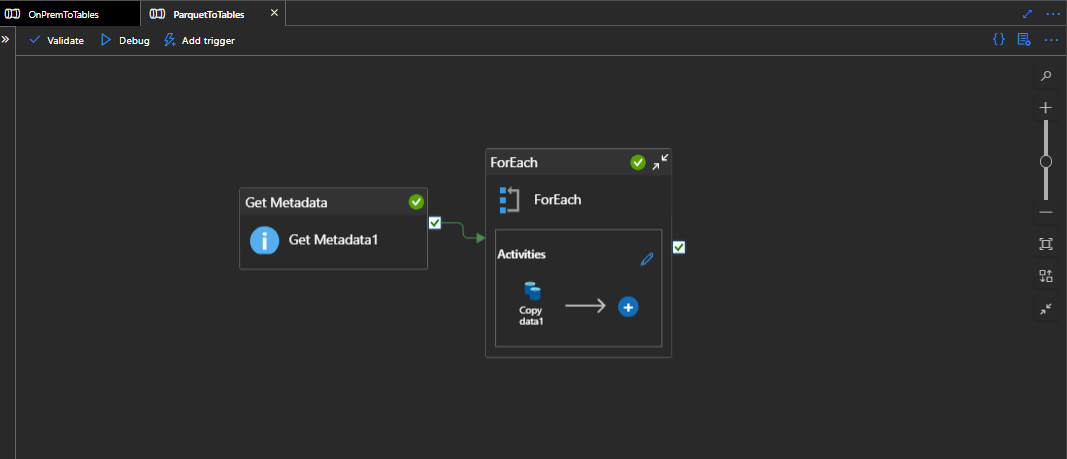 OnPremToTables
ParquetToTables
Validate
Debug
Add trigger
Get Metadata
Get Metadata1
ForEach
ForEach
Activities
Copy
data1